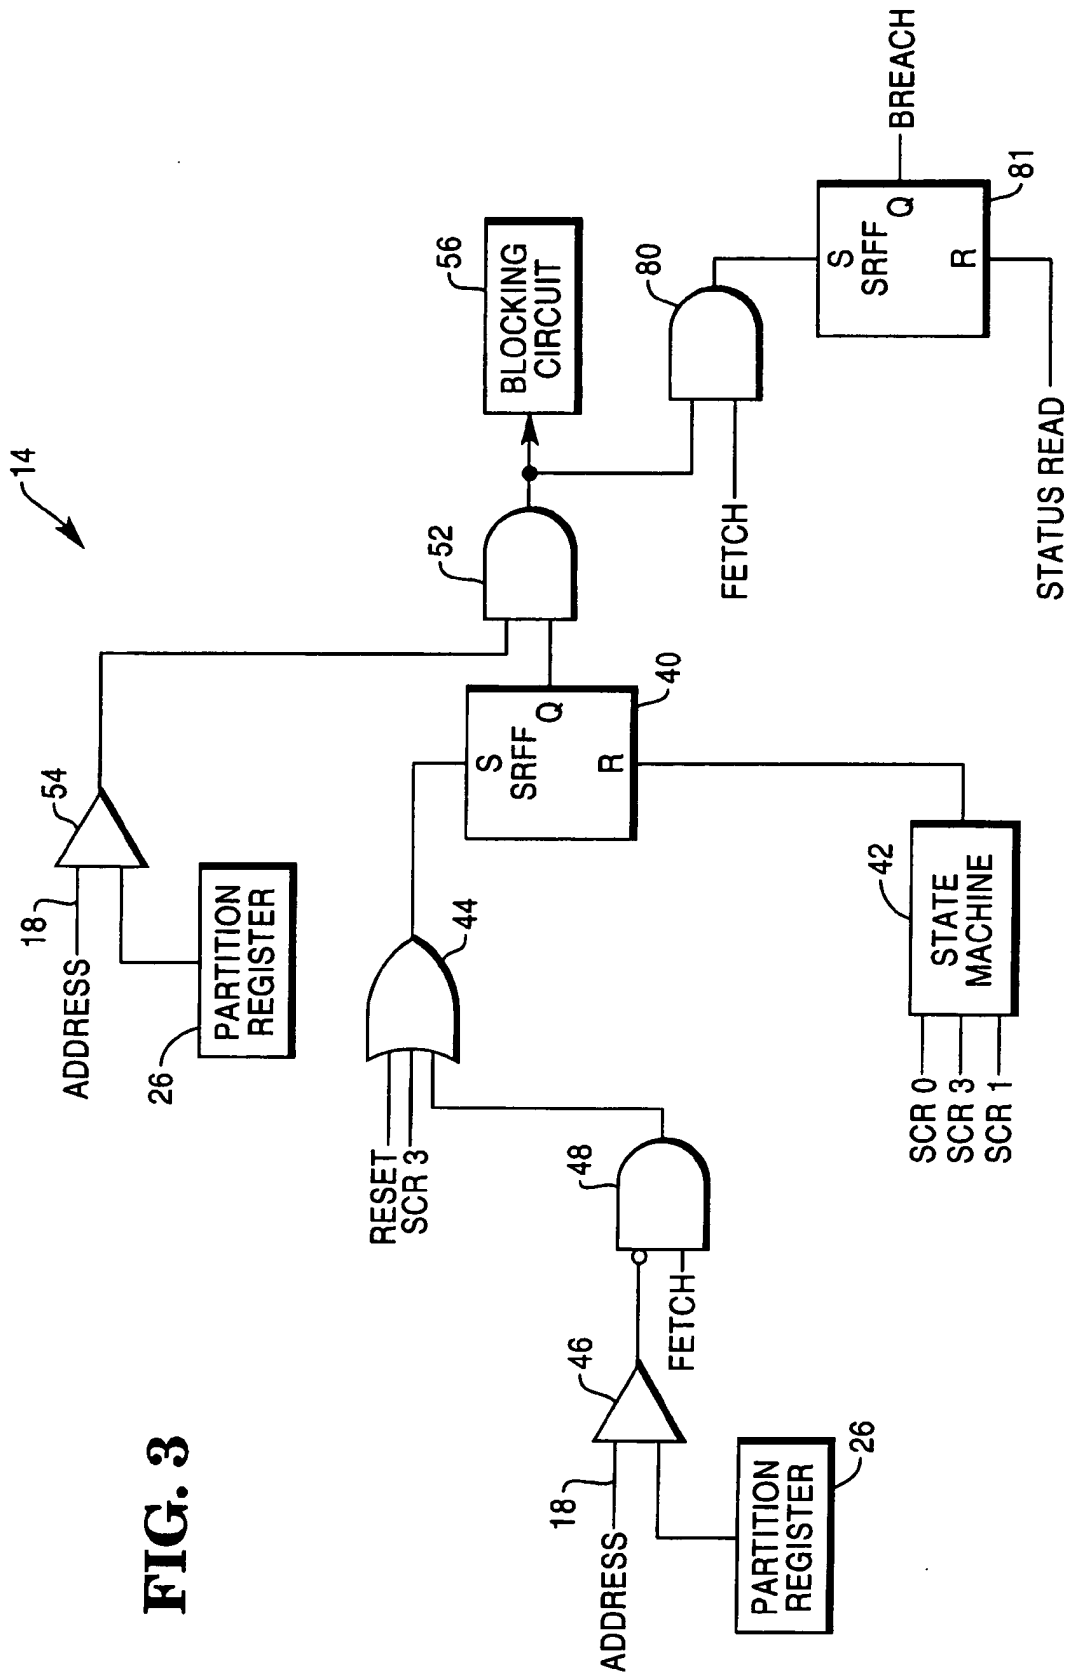 FIG. 3
14
ADDRESS
18
54
26
PARTITION
REGISTER
RESET
SCR 3
44
ADDRESS
18
46
PARTITION
REGISTER
26
FETCH
48
S
SRFF
Q
R
40
SCR 0
SCR 3
SCR 1
42
STATE
MACHINE
52
56
BLOCKING
CIRCUIT
FETCH
80
S
SRFF
Q
R
81
BREACH
STATUS READ